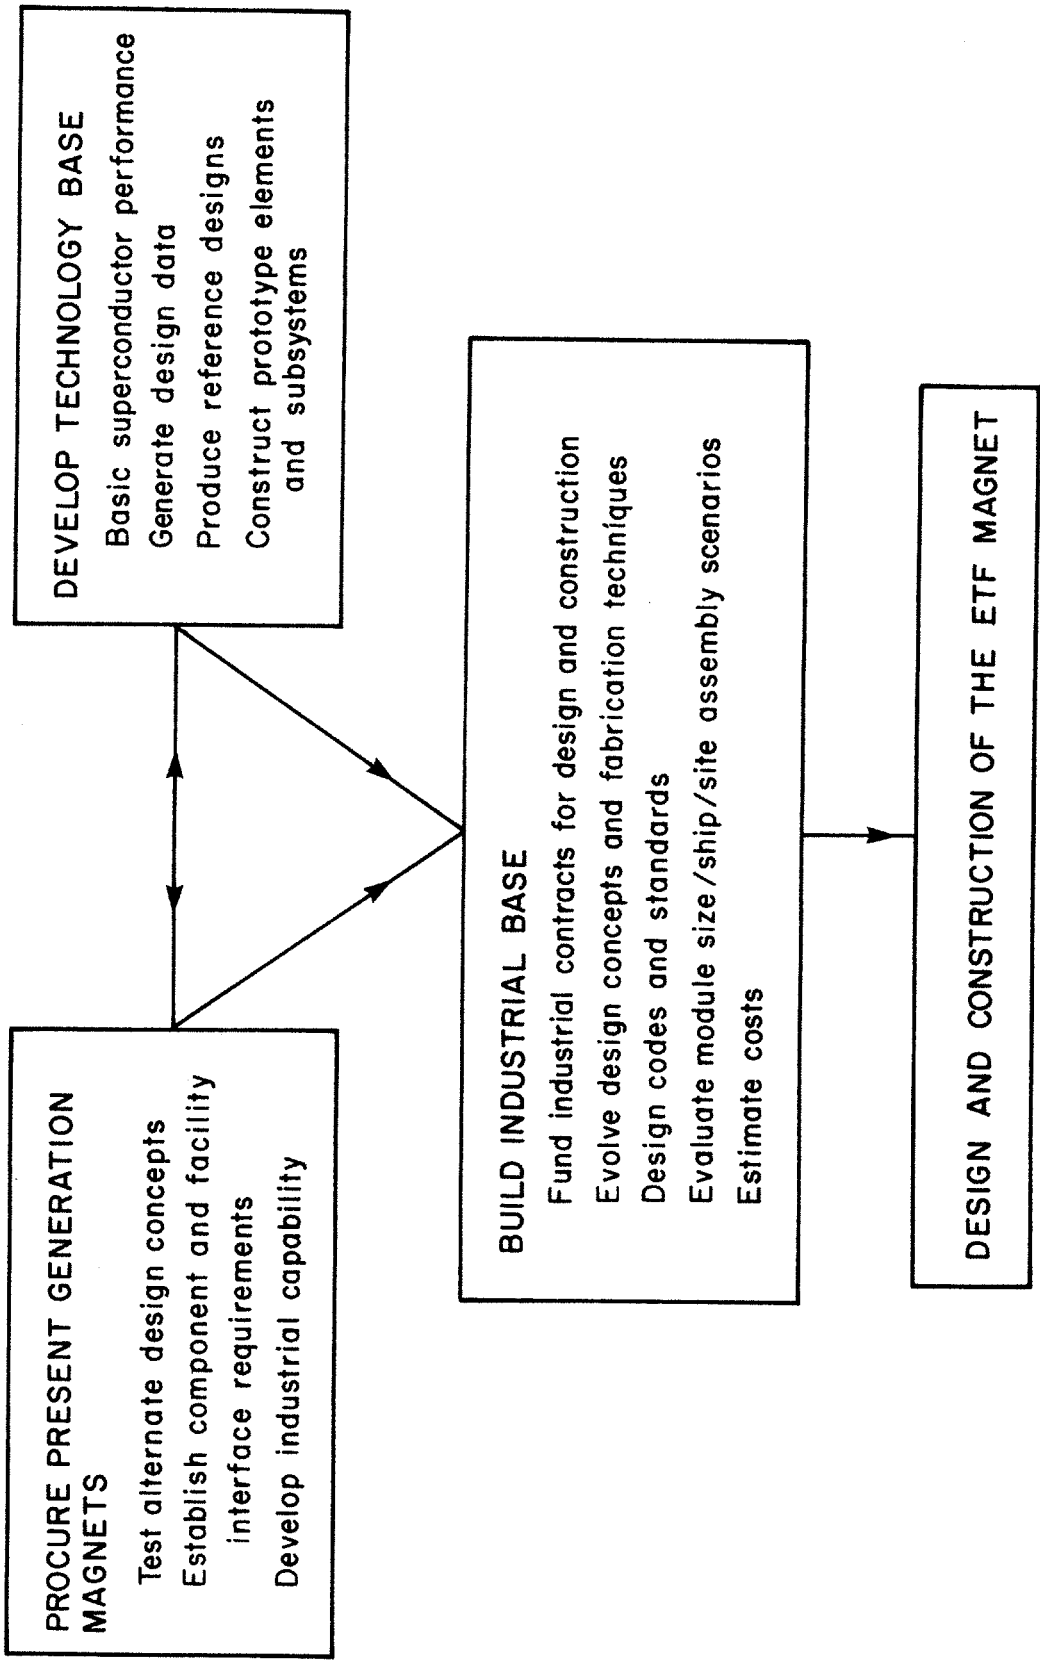 PROCURE PRESENT GENERATION
MAGNETS
Test alternate design concepts
Establish component and facility
interface requirements
Develop industrial capability
DEVELOP TECHNOLOGY BASE
Basic superconductor performance
Generate design data
Produce reference designs
Construct prototype elements
and subsystems
BUILD INDUSTRIAL BASE
Fund industrial contracts for design and construction
Evolve design concepts and fabrication techniques
Design codes and standards
Evaluate module size/ship/site assembly scenarios
Estimate costs
DESIGN AND CONSTRUCTION OF THE ETF MAGNET